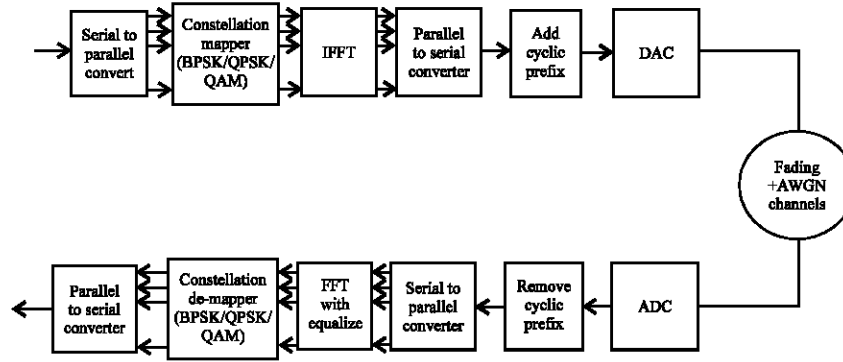 Serial to
parallel
convert
Constellation
mapper
(BPSK/QPSK/
QAM)
IFFT
Parallel
to serial
converter
Add
cyclic
prefix
DAC
Fading
+AWGN
channels
Parallel
to serial
converter
Constellation
de-mapper
(BPSK/QPSK/
QAM)
FFT
with
equalize
Serial to
parallel
converter
Remove
cyclic
prefix
ADC